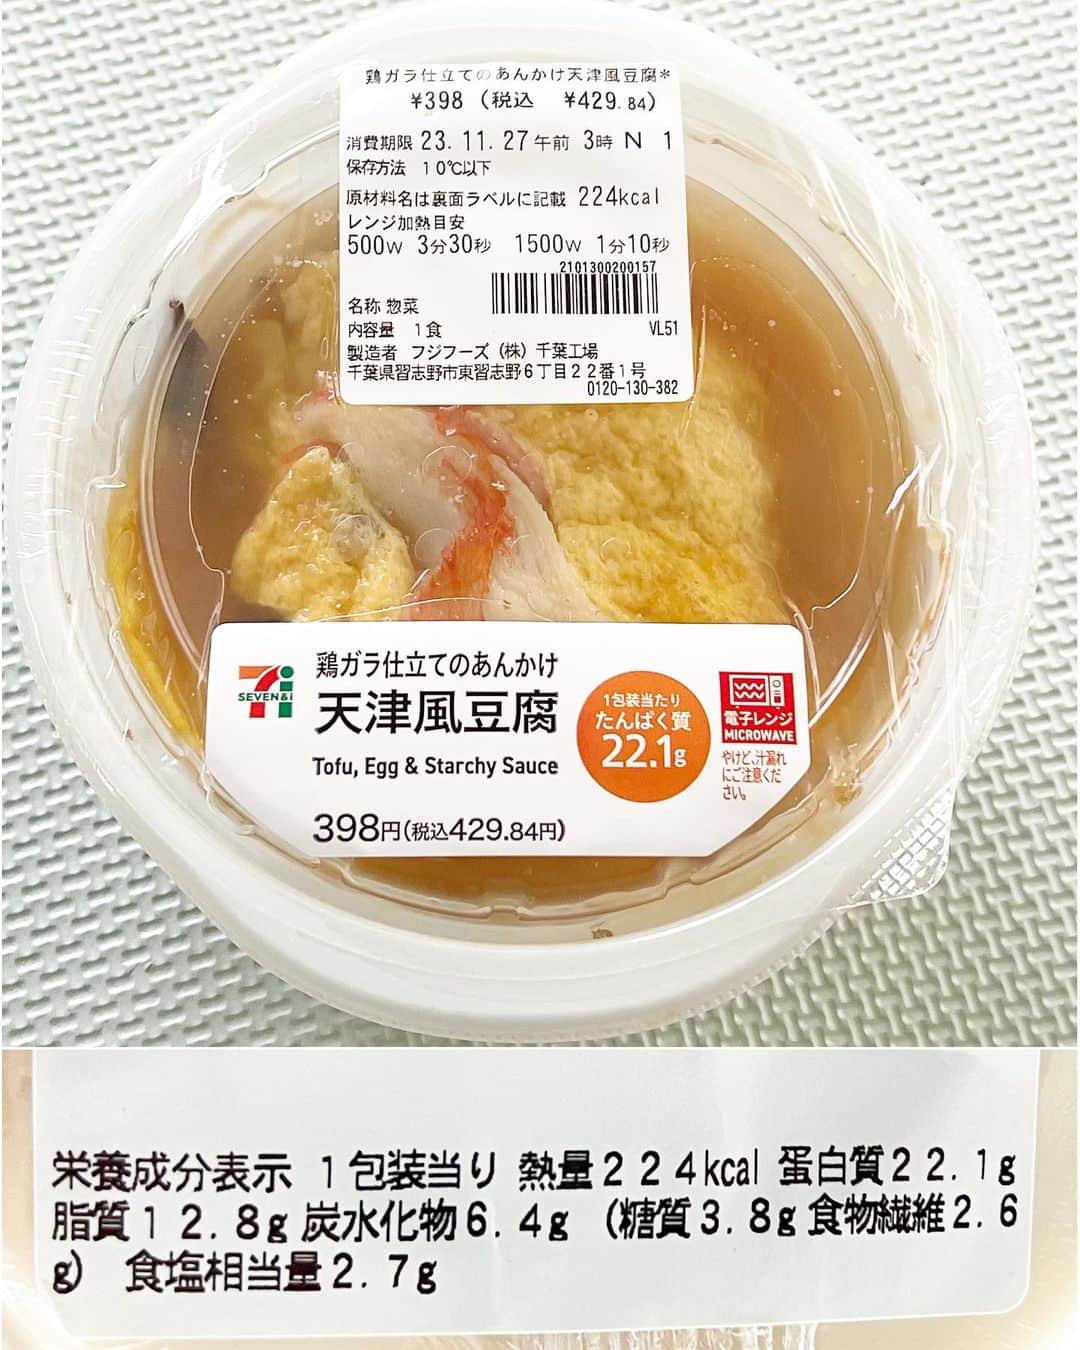 鶏ガラ仕立てのあんかけ天津風豆腐*
¥398 (税込 ¥429.84)
消費期限 23.11.27午前 3時 N 1
保存方法 10℃以下
原材料名は裏面ラベルに記載 224kcal
レンジ加熱目安
500W 3分30秒 1500W 1分10秒
2101300200157
名称 惣菜
内容量 1食 VL51
製造者 フジフーズ(株)千葉工場
千葉県習志野市東習志野6丁目22番1号
0120-130-382
SEVEN&i
鶏ガラ仕立てのあんかけ
天津風豆腐
Tofu, Egg & Starchy Sauce
398円(税込429.84円)
1包装当たり
たんぱく質
22.1g
電子レンジ
MICROWAVE
やけど、汁漏れ
にご注意くだ
さい。
栄養成分表示 1包装当り 熱量224kcal 蛋白質22.1g
脂質12.8g 炭水化物6.4g (糖質3.8g 食物繊維2.6
g) 食塩相当量2.7g